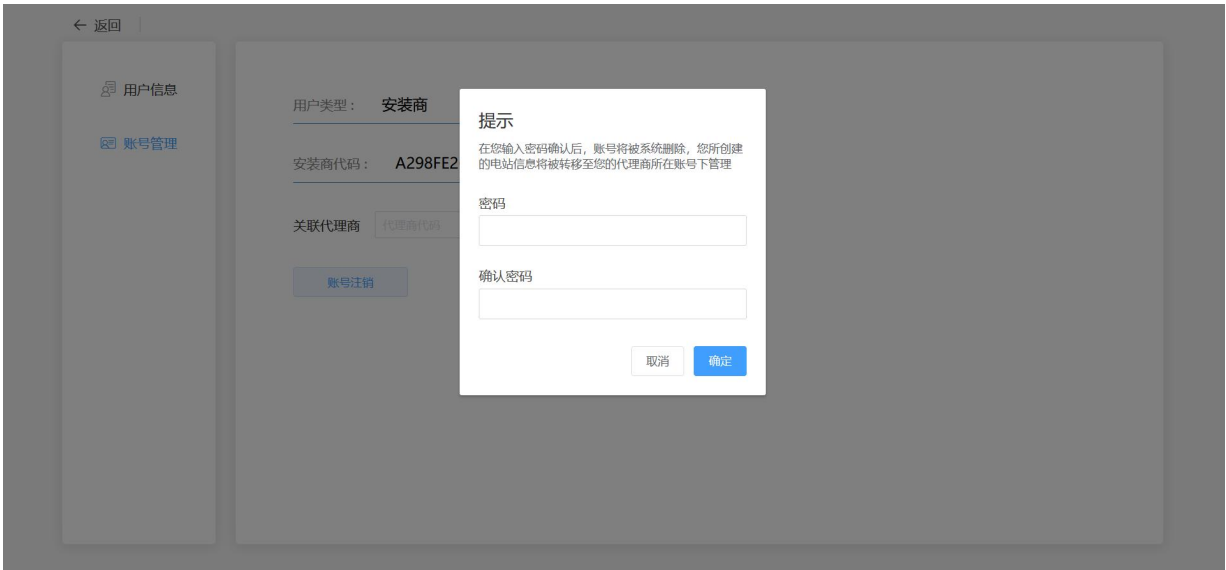 ← 返回
用户信息
账号管理
用户类型： 安装商
安装商代码： A298FE2
关联代理商 代理商代码
账号注销
提示
在您输入密码确认后，账号将被系统删除，您所创建
的电站信息将被转移至您的代理商所在账号下管理
密码
确认密码
取消 确定